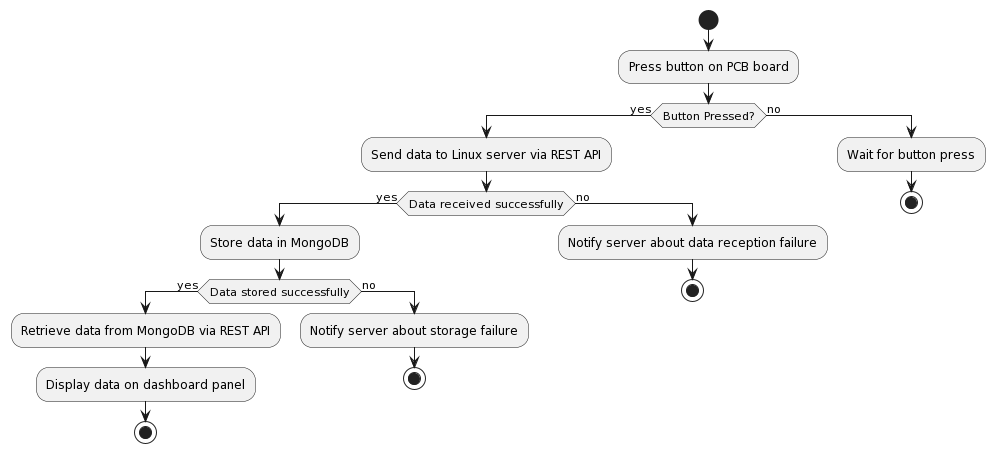 Press button on PCB board
yes
Button Pressed?
no
Send data to Linux server via REST API
Wait for button press
yes
Data received successfully
no
Store data in MongoDB
Notify server about data reception failure
yes
Data stored successfully
no
Retrieve data from MongoDB via REST API
Notify server about storage failure
Display data on dashboard panel